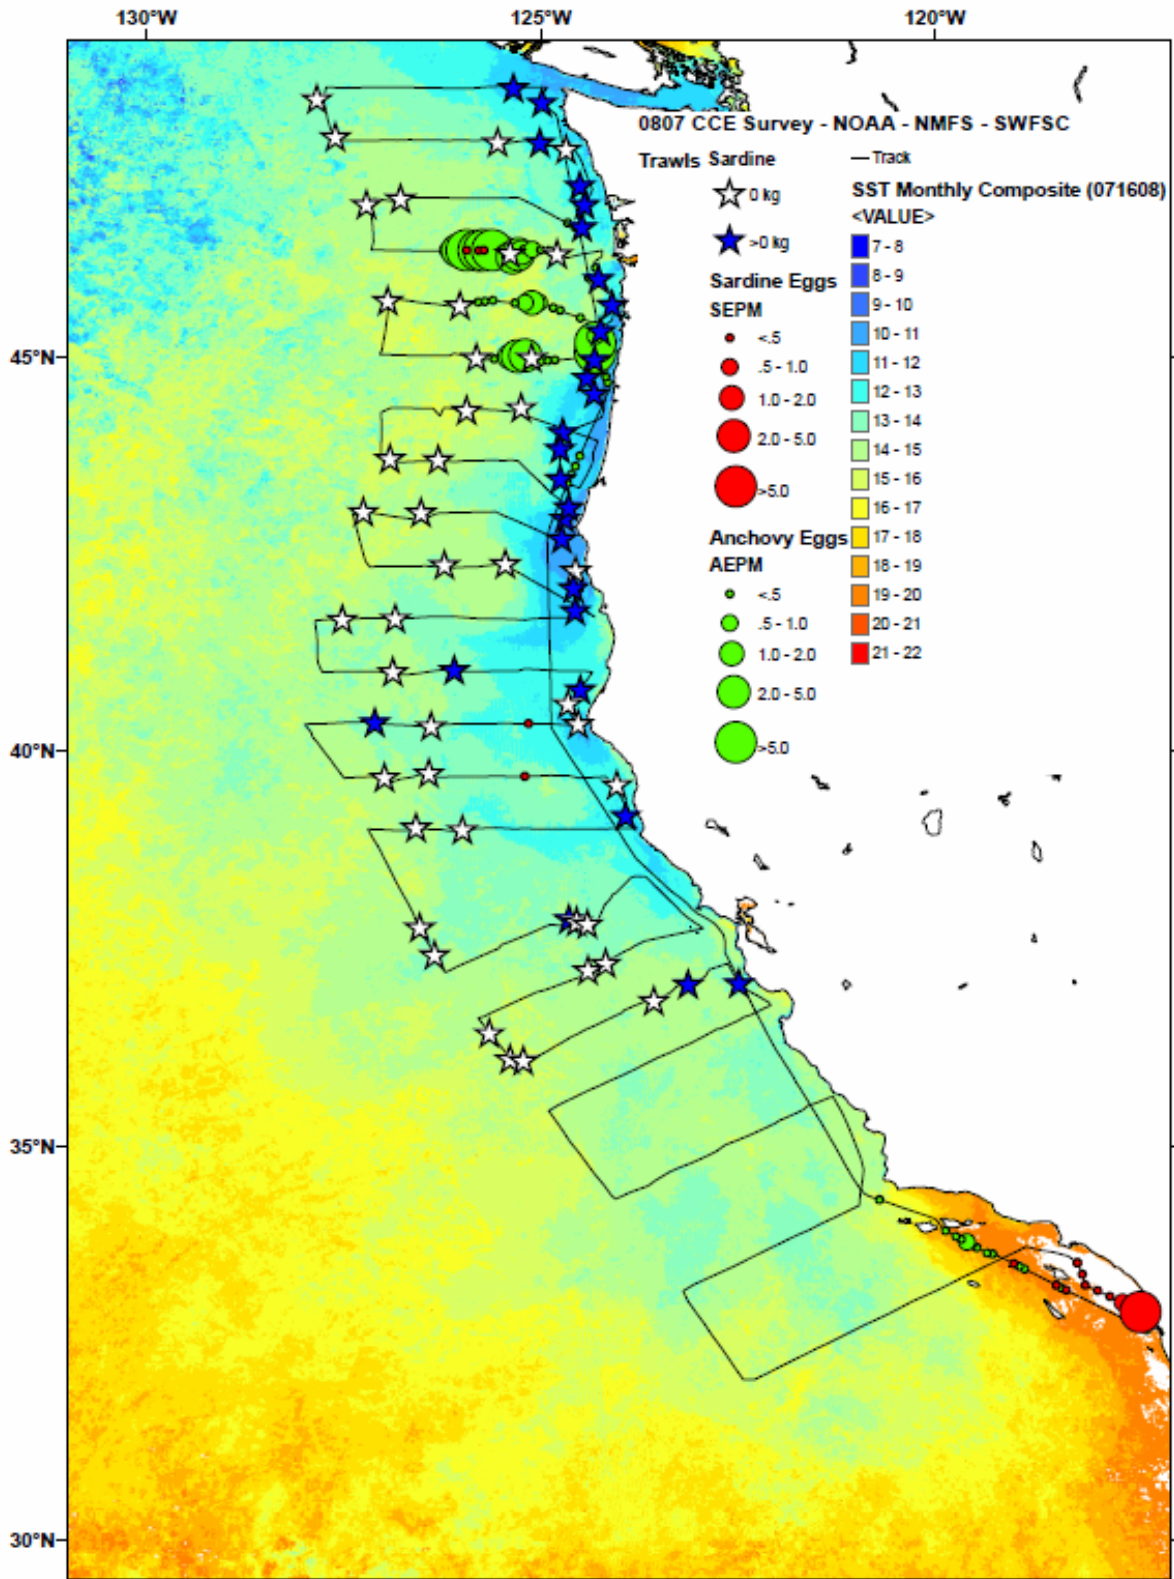 130°W 125°W 120°W
0807 CCE Survey - NOAA - NMFS - SWFSC
Trawls Sardine
0 kg
>0 kg
Sardine Eggs
SEPM
<.5
.5 - 1.0
1.0 - 2.0
2.0 - 5.0
>5.0
Anchovy Eggs
AEPM
<.5
.5 - 1.0
1.0 - 2.0
2.0 - 5.0
>5.0
Track
SST Monthly Composite (071608)
<VALUE>
7 - 8
8 - 9
9 - 10
10 - 11
11 - 12
12 - 13
13 - 14
14 - 15
15 - 16
16 - 17
17 - 18
18 - 19
19 - 20
20 - 21
21 - 22
45°N
40°N
35°N
30°N